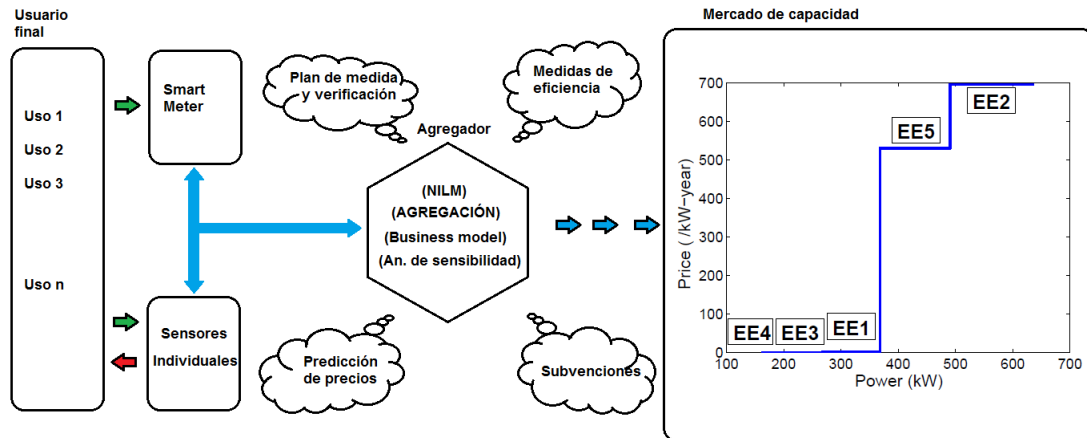 Usuario
final
Uso 1
Uso 2
Uso 3
Uso n
Smart
Meter
Sensores
Individuales
Plan de medida
y verificación
Medidas de
eficiencia
Agregador
(NILM)
(AGREGACIÓN)
(Business model)
(An. de sensibilidad)
Predicción
de precios
Subvenciones
Mercado de capacidad
Price ( /kW-year)
700
600
500
400
300
200
100
0
EE4
EE3
EE1
EE5
EE2
100 200 300 400 500 600 700
Power (kW)